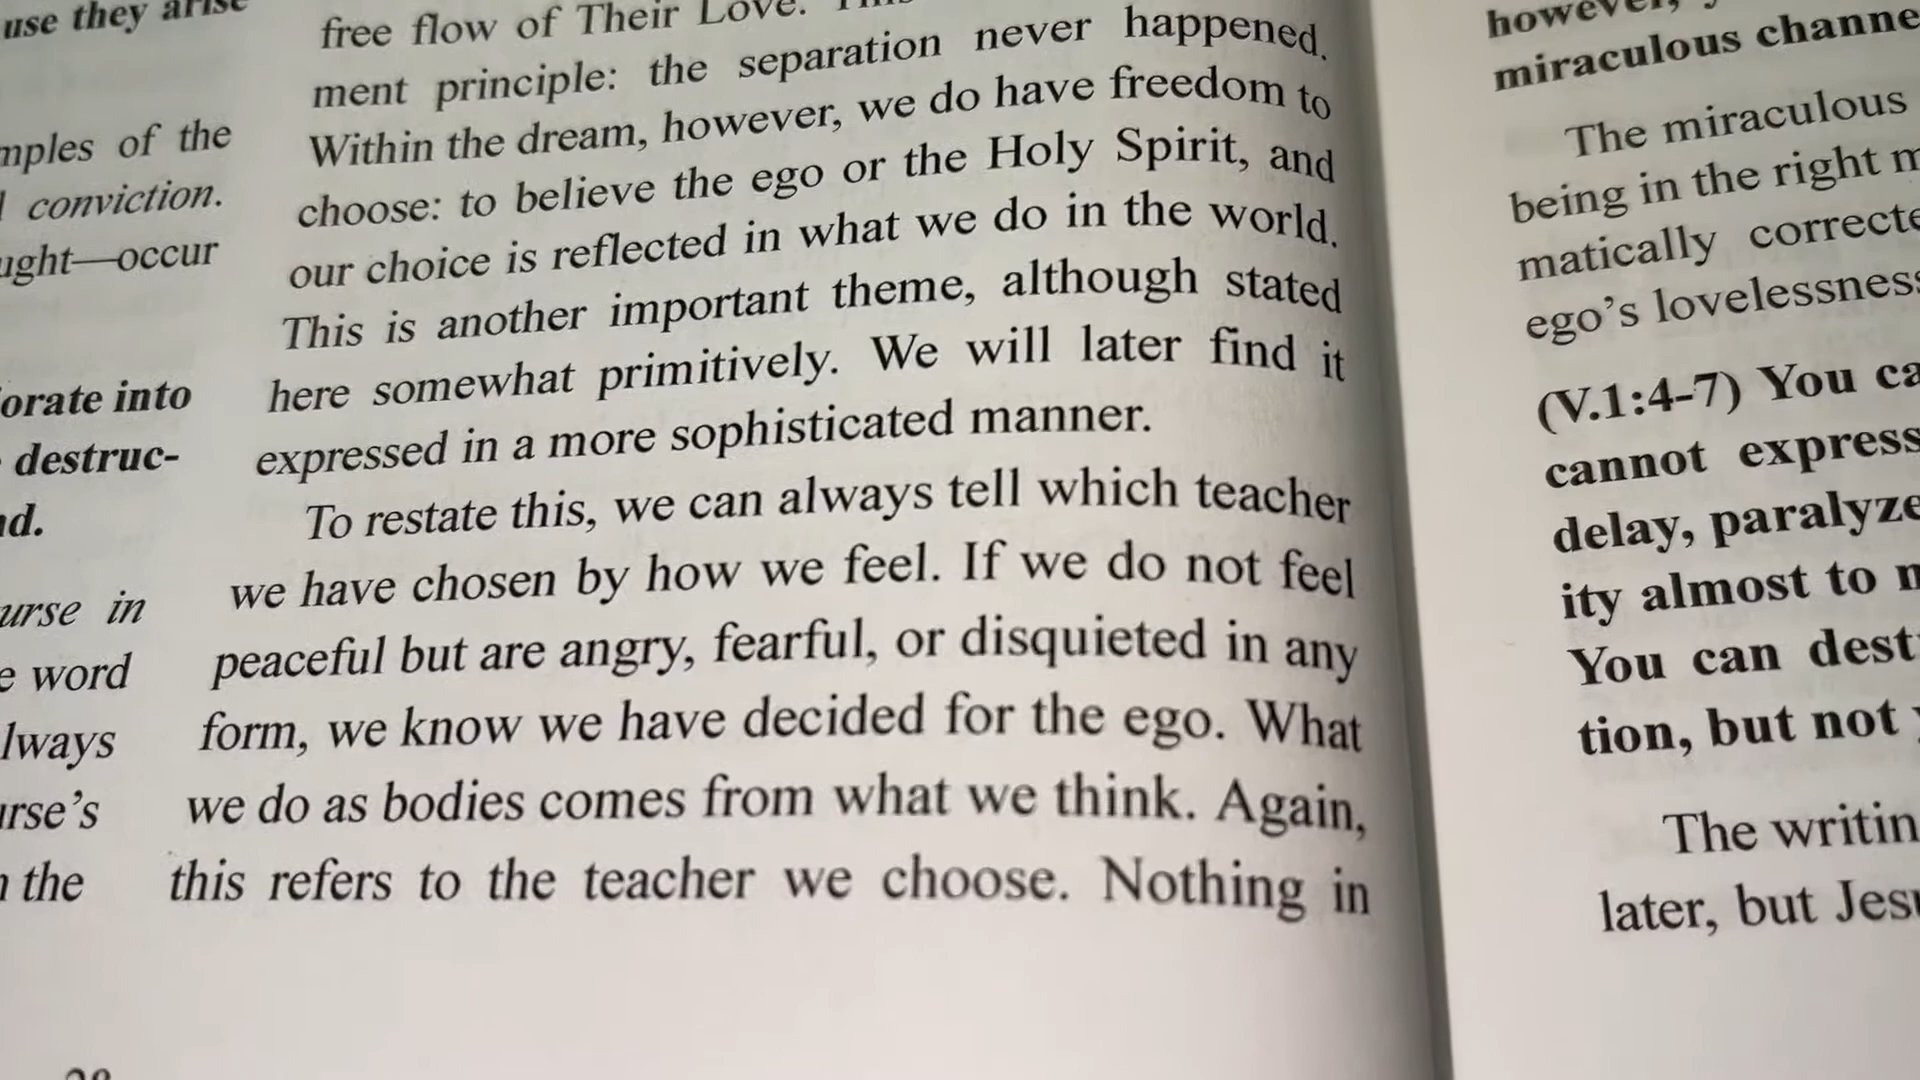 use they arise
mples of the
conviction.
ught—occur
orate into
destruc-
nd.
urse in
word
lways
urse's
the
free flow of Their Love.
ment principle: the separation never happened.
Within the dream, however, we do have freedom to
choose: to believe the ego or the Holy Spirit, and
our choice is reflected in what we do in the world.
This is another important theme, although stated
here somewhat primitively. We will later find it
expressed in a more sophisticated manner.
To restate this, we can always tell which teacher
we have chosen by how we feel. If we do not feel
peaceful but are angry, fearful, or disquieted in any
form, we know we have decided for the ego. What
we do as bodies comes from what we think. Again,
this refers to the teacher we choose. Nothing in
however,
miraculous channe
The miraculous
being in the right m
matically correcte
ego's lovelessness
(V.1:4-7) You ca
cannot express
delay, paralyze
ity almost to n
You can dest
tion, but not y
The writin
later, but Jesu